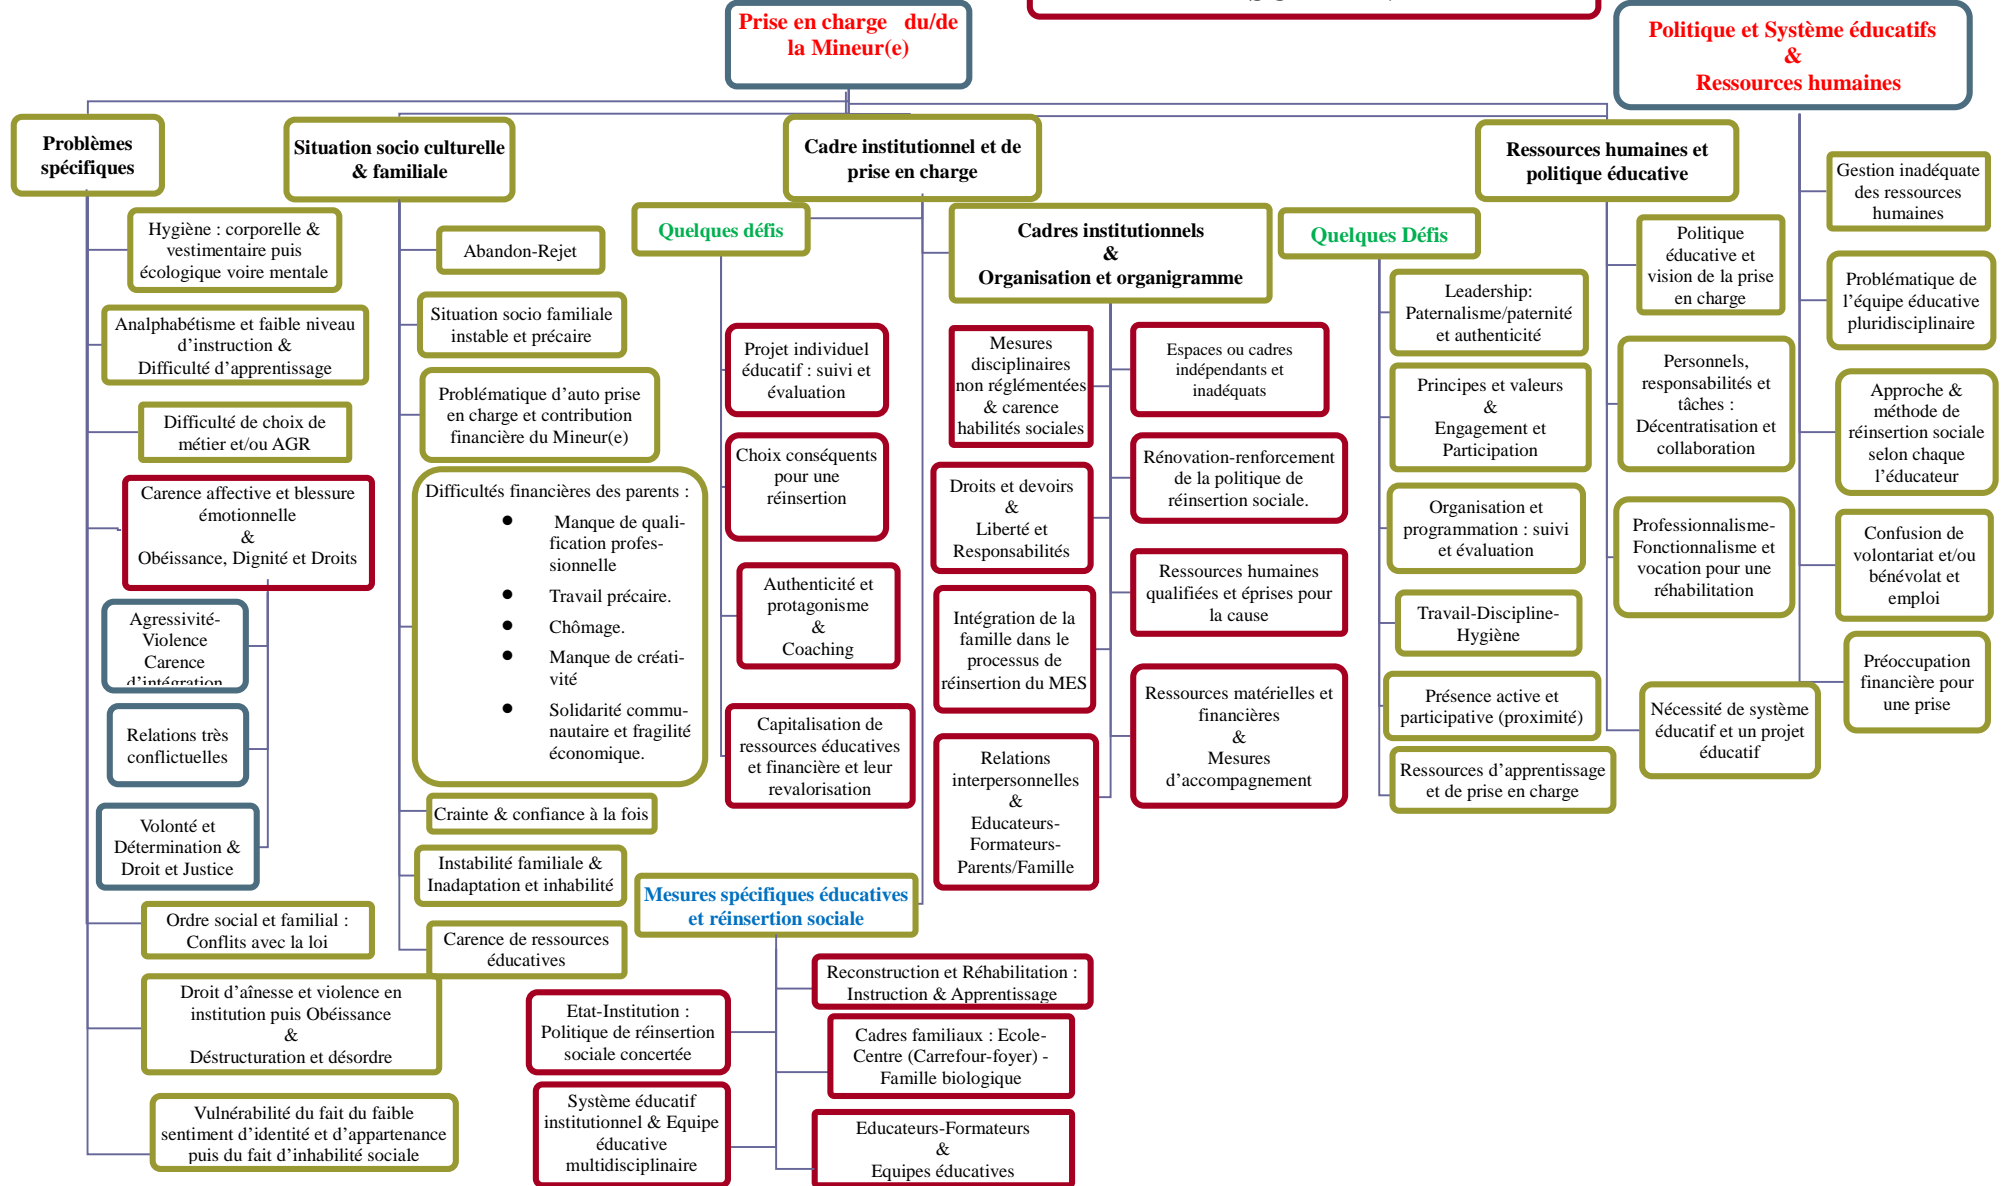 Prise en charge du/de
la Mineur(e)
Politique et Système éducatifs
&
Ressources humaines
Problèmes
spécifiques
Hygiène : corporelle &
vestimentaire puis
écologique voire mentale
Analphabétisme et faible niveau
d’instruction &
Difficulté d’apprentissage
Difficulté de choix de
métier et/ou AGR
Carence affective et blessure
émotionnelle
&
Obéissance, Dignité et Droits
Agressivité-
Violence
Carence
d’intégration
Relations très
conflictuelles
Volonté et
Détermination &
Droit et Justice
Ordre social et familial :
Conflits avec la loi
Droit d’aînesse et violence en
institution puis Obéissance
&
Déstructuration et désordre
Vulnérabilité du fait du faible
sentiment d’identité et d’appartenance
puis du fait d’inhabilité sociale
Situation socio culturelle
& familiale
Abandon-Rejet
Situation socio familiale
instable et précaire
Problématique d’auto prise
en charge et contribution
financière du Mineur(e)
Difficultés financières des parents :
● Manque de quali-
fication profes-
sionnelle
● Travail précaire.
● Chômage.
● Manque de créati-
vité
● Solidarité commu-
nautaire et fragilité
économique.
Crainte & confiance à la fois
Instabilité familiale &
Inadaptation et inhabilité
Carence de ressources
éducatives
Cadre institutionnel et de
prise en charge
Quelques défis
Projet individuel
éducatif : suivi et
évaluation
Choix conséquents
pour une
réinsertion
Authenticité et
protagonisme
&
Coaching
Capitalisation de
ressources éducatives
et financière et leur
revalorisation
Cadres institutionnels
&
Organisation et organigramme
Mesures
disciplinaires
non réglémentées
& carence
habilités sociales
Droits et devoirs
&
Liberté et
Responsabilités
Intégration de la
famille dans le
processus de
réinsertion du MES
Relations
interpersonnelles
&
Educateurs-
Formateurs-
Parents/Famille
Espaces ou cadres
indépendants et
inadéquats
Rénovation-renforcement
de la politique de
réinsertion sociale.
Ressources humaines
qualifiées et éprises pour
la cause
Ressources matérielles et
financières
&
Mesures
d’accompagnement
Mesures spécifiques éducatives
et réinsertion sociale
Etat-Institution :
Politique de réinsertion
sociale concertée
Système éducatif
institutionnel & Equipe
éducative
multidisciplinaire
Reconstruction et Réhabilitation :
Instruction & Apprentissage
Cadres familiaux : Ecole-
Centre (Carrefour-foyer) -
Famille biologique
Educateurs-Formateurs
&
Equipes éducatives
Ressources humaines et
politique éducative
Quelques Défis
Leadership:
Paternalisme/paternité
et authenticité
Principes et valeurs
&
Engagement et
Participation
Organisation et
programmation : suivi
et évaluation
Travail-Discipline-
Hygiène
Présence active et
participative (proximité)
Ressources d’apprentissage
et de prise en charge
Politique
éducative et
vision de la prise
en charge
Personnels,
responsabilités et
tâches :
Décentratisation et
collaboration
Professionnalisme-
Fonctionnalisme et
vocation pour une
réhabilitation
Nécessité de système
éducatif et un projet
éducatif
Gestion inadéquate
des ressources
humaines
Problématique de
l’équipe éducative
pluridisciplinaire
Approche &
méthode de
réinsertion sociale
selon chaque
l’éducateur
Confusion de
volontariat et/ou
bénévolat et
emploi
Préoccupation
financière pour
une prise